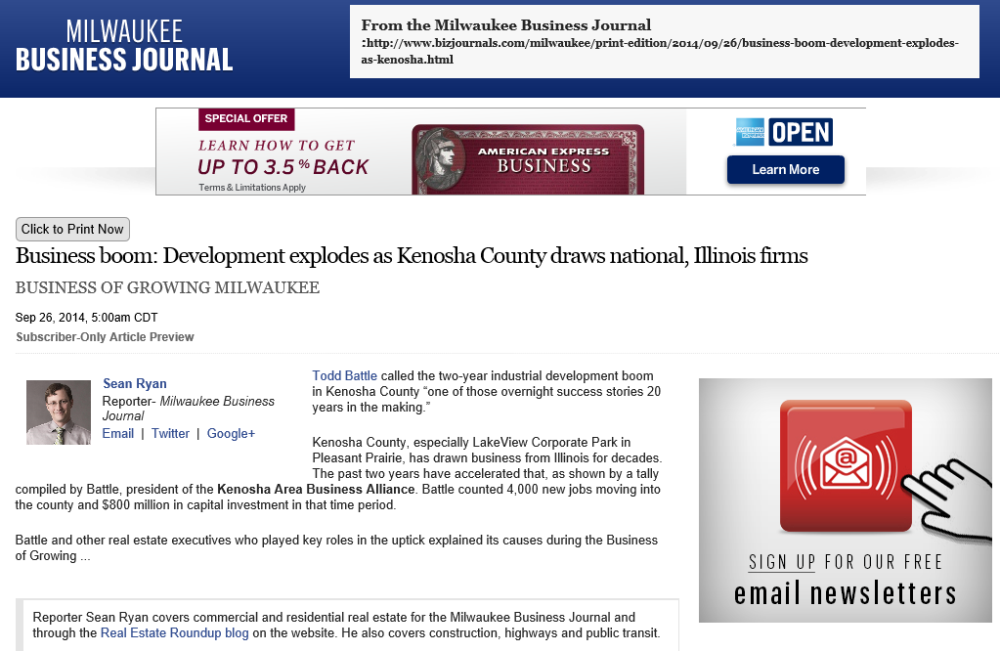 MILWAUKEE
BUSINESS JOURNAL
From the Milwaukee Business Journal
:http://www.bizjournals.com/milwaukee/print-edition/2014/09/26/business-boom-development-explodes-
as-kenosha.html
SPECIAL OFFER
LEARN HOW TO GET
UP TO 3.5% BACK
Terms & Limitations Apply
AMERICAN EXPRESS
BUSINESS
AMERICAN EXPRESS
OPEN
Learn More
Click to Print Now
Business boom: Development explodes as Kenosha County draws national, Illinois firms
BUSINESS OF GROWING MILWAUKEE
Sep 26, 2014, 5:00am CDT
Subscriber-Only Article Preview
Sean Ryan
Reporter- Milwaukee Business
Journal
Email | Twitter | Google+
Todd Battle called the two-year industrial development boom
in Kenosha County “one of those overnight success stories 20
years in the making.”
Kenosha County, especially LakeView Corporate Park in
Pleasant Prairie, has drawn business from Illinois for decades.
The past two years have accelerated that, as shown by a tally
compiled by Battle, president of the Kenosha Area Business Alliance. Battle counted 4,000 new jobs moving into
the county and $800 million in capital investment in that time period.
Battle and other real estate executives who played key roles in the uptick explained its causes during the Business
of Growing ...
@
SIGN UP FOR OUR FREE
email newsletters
Reporter Sean Ryan covers commercial and residential real estate for the Milwaukee Business Journal and
through the Real Estate Roundup blog on the website. He also covers construction, highways and public transit.